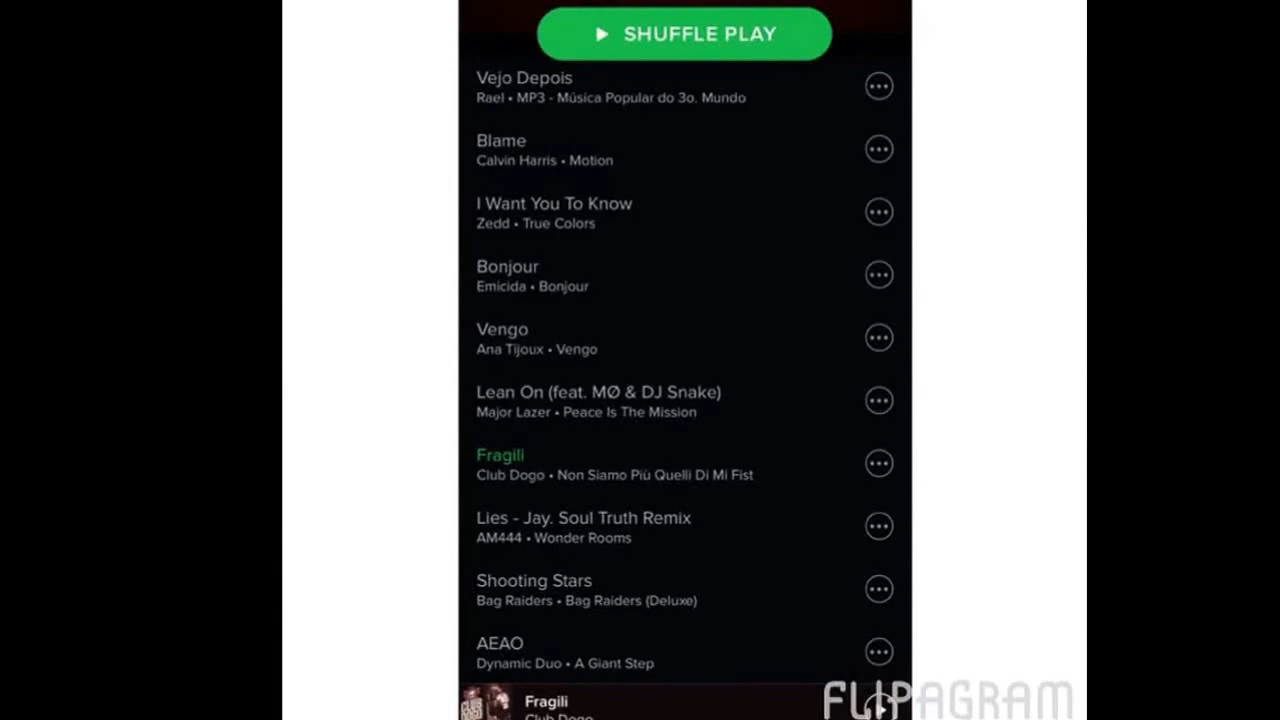 SHUFFLE PLAY
Vejo Depois
Rael • MP3 - Música Popular do 3o. Mundo
Blame
Calvin Harris • Motion
I Want You To Know
Zedd • True Colors
Bonjour
Emicida • Bonjour
Vengo
Ana Tijoux • Vengo
Lean On (feat. MØ & DJ Snake)
Major Lazer • Peace Is The Mission
Fragili
Club Dogo • Non Siamo Più Quelli Di Mi Fist
Lies - Jay. Soul Truth Remix
AM444 • Wonder Rooms
Shooting Stars
Bag Raiders • Bag Raiders (Deluxe)
AEAO
Dynamic Duo • A Giant Step
Fragili
Club Dogo
FLIPAGRAM